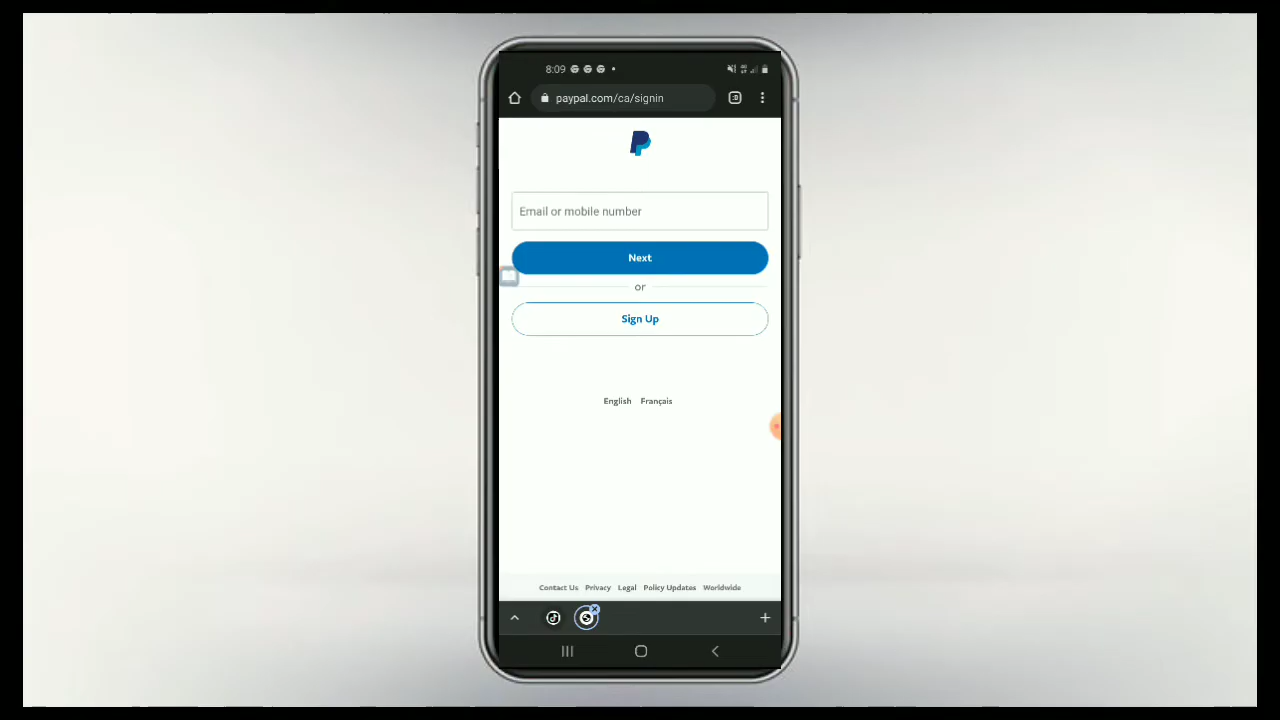 8:09
paypal.com/ca/signin
Email or mobile number
Next
or
Sign Up
English Français
Contact Us Privacy Legal Policy Updates Worldwide